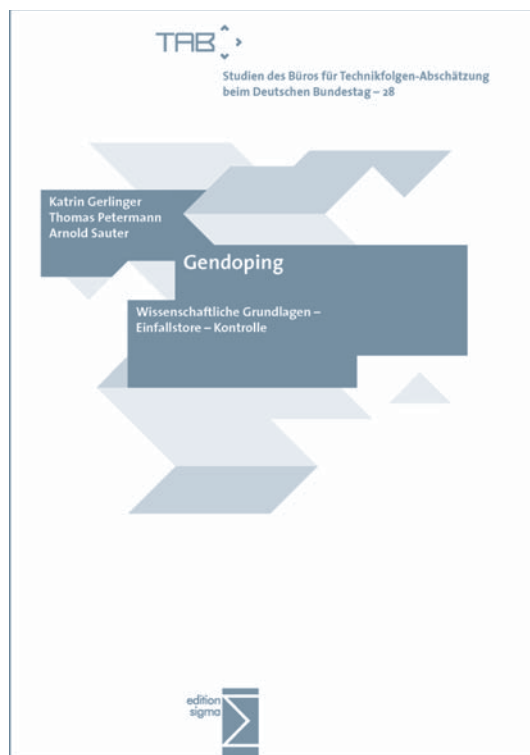 TAB
Studien des Büros für Technikfolgen-Abschätzung
beim Deutschen Bundestag – 28
Katrin Gerlinger
Thomas Petermann
Arnold Sauter
Gendoping
Wissenschaftliche Grundlagen –
Einfallstore – Kontrolle
edition
sigma